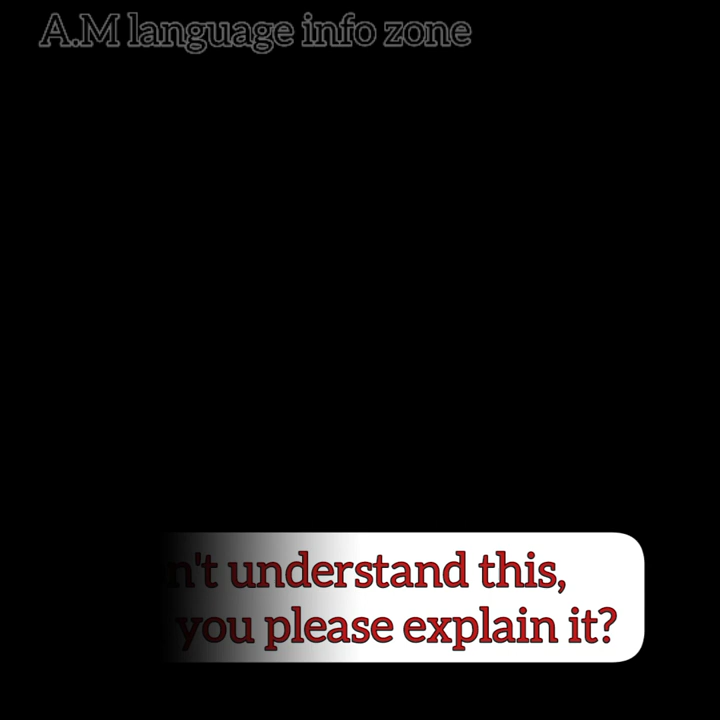 A.M language info zone
n't understand this,
you please explain it?